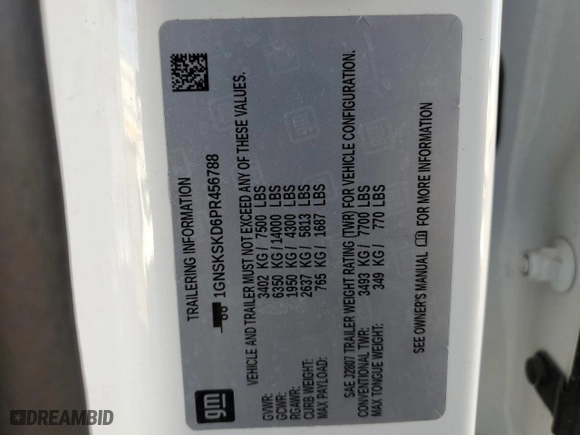 TRAILERING INFORMATION
1GNSKSKD6PR456788
VEHICLE AND TRAILER MUST NOT EXCEED ANY OF THESE VALUES.
GVWR: 3402 KG / 7500 LBS
GCWR: 6350 KG / 14000 LBS
RGAWR: 1950 KG / 4300 LBS
CURB WEIGHT: 2637 KG / 5813 LBS
MAX PAYLOAD: 765 KG / 1687 LBS
SAE J2807 TRAILER WEIGHT RATING (TWR) FOR VEHICLE CONFIGURATION.
CONVENTIONAL TWR: 3493 KG / 7700 LBS
MAX TONGUE WEIGHT: 349 KG / 770 LBS
SEE OWNER'S MANUAL FOR MORE INFORMATION
gm
DREAMBID